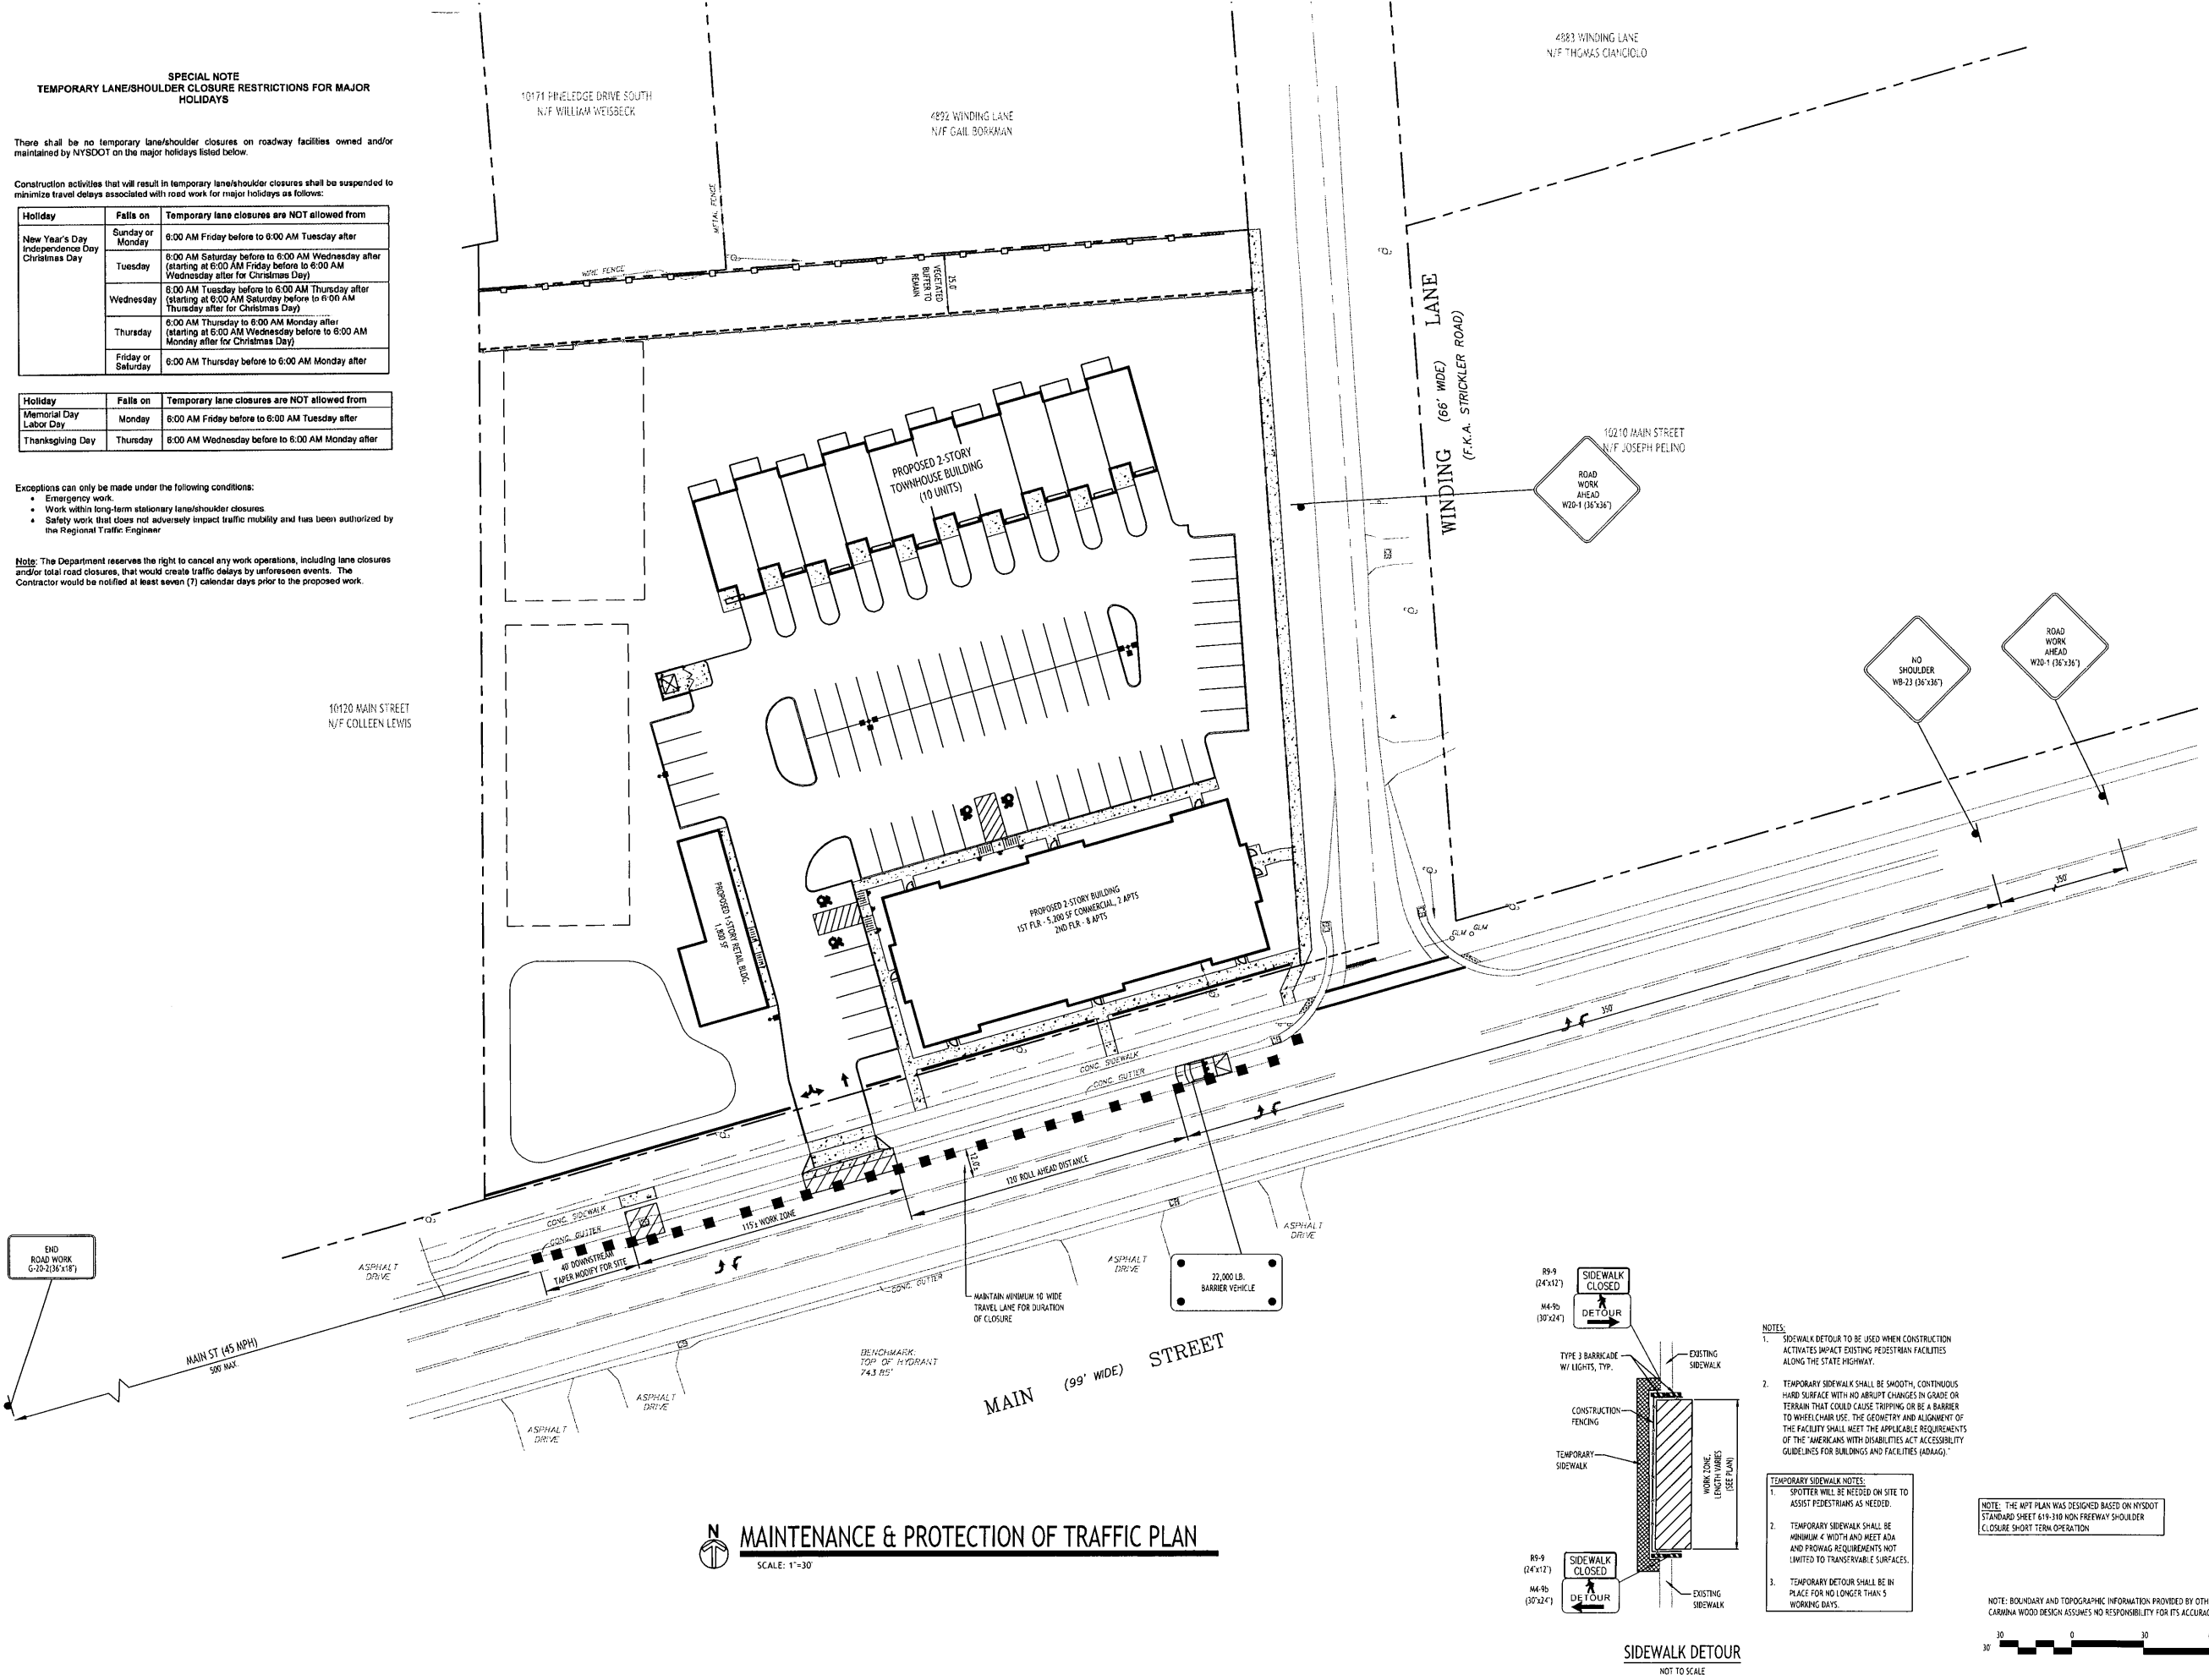 SPECIAL NOTE
TEMPORARY LANE/SHOULDER CLOSURE RESTRICTIONS FOR MAJOR
HOLIDAYS
There shall be no temporary lane/shoulder closures on roadway facilities owned and/or
maintained by NYSDOT on the major holidays listed below.
Construction activities that will result in temporary lane/shoulder closures shall be suspended to
minimize travel delays associated with road work for major holidays as follows:
Holiday Falls on Temporary lane closures are NOT allowed from
New Year's Day
Independence Day
Christmas Day
Sunday or
Monday
6:00 AM Friday before to 6:00 AM Tuesday after
Tuesday
6:00 AM Saturday before to 6:00 AM Wednesday after
(starting at 6:00 AM Friday before to 6:00 AM
Wednesday after for Christmas Day)
Wednesday
6:00 AM Tuesday before to 6:00 AM Thursday after
(starting at 6:00 AM Saturday before to 6:00 AM
Thursday after for Christmas Day)
Thursday
6:00 AM Thursday to 6:00 AM Monday after
(starting at 6:00 AM Wednesday before to 6:00 AM
Monday after for Christmas Day)
Friday or
Saturday
6:00 AM Thursday before to 6:00 AM Monday after
Holiday Falls on Temporary lane closures are NOT allowed from
Memorial Day
Labor Day
Monday
6:00 AM Friday before to 6:00 AM Tuesday after
Thanksgiving Day Thursday 6:00 AM Wednesday before to 6:00 AM Monday after
Exceptions can only be made under the following conditions:
• Emergency work.
• Work within long-term stationary lane/shoulder closures
• Safety work that does not adversely impact traffic mobility and has been authorized by
the Regional Traffic Engineer
Note: The Department reserves the right to cancel any work operations, including lane closures
and/or total road closures, that would create traffic delays by unforeseen events. The
Contractor would be notified at least seven (7) calendar days prior to the proposed work.
10171 PINELEDGE DRIVE SOUTH
N/F WILLIAM WEISBECK
4892 WINDING LANE
N/F GAIL BORKMAN
4883 WINDING LANE
N/F THOMAS CIANCIOLO
METAL FENCE
WIRE FENCE
25.0'
VEGETATED
BUFFER TO
REMAIN
WINDING (66' WIDE) LANE
(F.K.A. STRICKLER ROAD)
10210 MAIN STREET
N/F JOSEPH PELINO
ROAD
WORK
AHEAD
W20-1 (36"x36")
PROPOSED 2-STORY
TOWNHOUSE BUILDING
(10 UNITS)
NO
SHOULDER
W8-23 (36"x36")
ROAD
WORK
AHEAD
W20-1 (36"x36")
10120 MAIN STREET
N/F COLLEEN LEWIS
PROPOSED 1-STORY RETAIL BLDG.
1,800 SF
PROPOSED 2-STORY BUILDING
1ST FLR - 5,200 SF COMMERCIAL, 2 APTS
2ND FLR - 8 APTS
GLM
GLM
350'
350'
CONC. SIDEWALK
CONC. GUTTER
12.0'±
120' ROLL AHEAD DISTANCE
115'± WORK ZONE
CONC. SIDEWALK
CONC. GUTTER
40' DOWNSTREAM
TAPER MODIFY FOR SITE
END
ROAD WORK
G-20-2(36"x18")
ASPHALT
DRIVE
CONC. GUTTER
ASPHALT
DRIVE
ASPHALT
DRIVE
22,000 LB.
BARRIER VEHICLE
MAINTAIN MINIMUM 10' WIDE
TRAVEL LANE FOR DURATION
OF CLOSURE
MAIN ST (45 MPH)
500' MAX.
BENCHMARK:
TOP OF HYDRANT
743.85'
MAIN (99' WIDE) STREET
ASPHALT
DRIVE
ASPHALT
DRIVE
N
MAINTENANCE & PROTECTION OF TRAFFIC PLAN
SCALE: 1"=30'
R9-9
(24"x12")
SIDEWALK
CLOSED
M4-9b
(30"x24")
DETOUR
TYPE 3 BARRICADE
W/ LIGHTS, TYP.
EXISTING
SIDEWALK
CONSTRUCTION
FENCING
TEMPORARY
SIDEWALK
WORK ZONE,
LENGTH VARIES
(SEE PLAN)
R9-9
(24"x12")
SIDEWALK
CLOSED
M4-9b
(30"x24")
DETOUR
EXISTING
SIDEWALK
SIDEWALK DETOUR
NOT TO SCALE
NOTES:
1. SIDEWALK DETOUR TO BE USED WHEN CONSTRUCTION
ACTIVATES IMPACT EXISTING PEDESTRIAN FACILITIES
ALONG THE STATE HIGHWAY.
2. TEMPORARY SIDEWALK SHALL BE SMOOTH, CONTINUOUS
HARD SURFACE WITH NO ABRUPT CHANGES IN GRADE OR
TERRAIN THAT COULD CAUSE TRIPPING OR BE A BARRIER
TO WHEELCHAIR USE. THE GEOMETRY AND ALIGNMENT OF
THE FACILITY SHALL MEET THE APPLICABLE REQUIREMENTS
OF THE "AMERICANS WITH DISABILITIES ACT ACCESSIBILITY
GUIDELINES FOR BUILDINGS AND FACILITIES (ADAAG)."
TEMPORARY SIDEWALK NOTES:
1. SPOTTER WILL BE NEEDED ON SITE TO
ASSIST PEDESTRIANS AS NEEDED.
2. TEMPORARY SIDEWALK SHALL BE
MINIMUM 4' WIDTH AND MEET ADA
AND PROWAG REQUIREMENTS NOT
LIMITED TO TRANSERVABLE SURFACES.
3. TEMPORARY DETOUR SHALL BE IN
PLACE FOR NO LONGER THAN 5
WORKING DAYS.
NOTE: THE MPT PLAN WAS DESIGNED BASED ON NYSDOT
STANDARD SHEET 619-310 NON FREEWAY SHOULDER
CLOSURE SHORT TERM OPERATION
NOTE: BOUNDARY AND TOPOGRAPHIC INFORMATION PROVIDED BY OTH
CARMINA WOOD DESIGN ASSUMES NO RESPONSIBILITY FOR ITS ACCURAC
30' 30 0 30